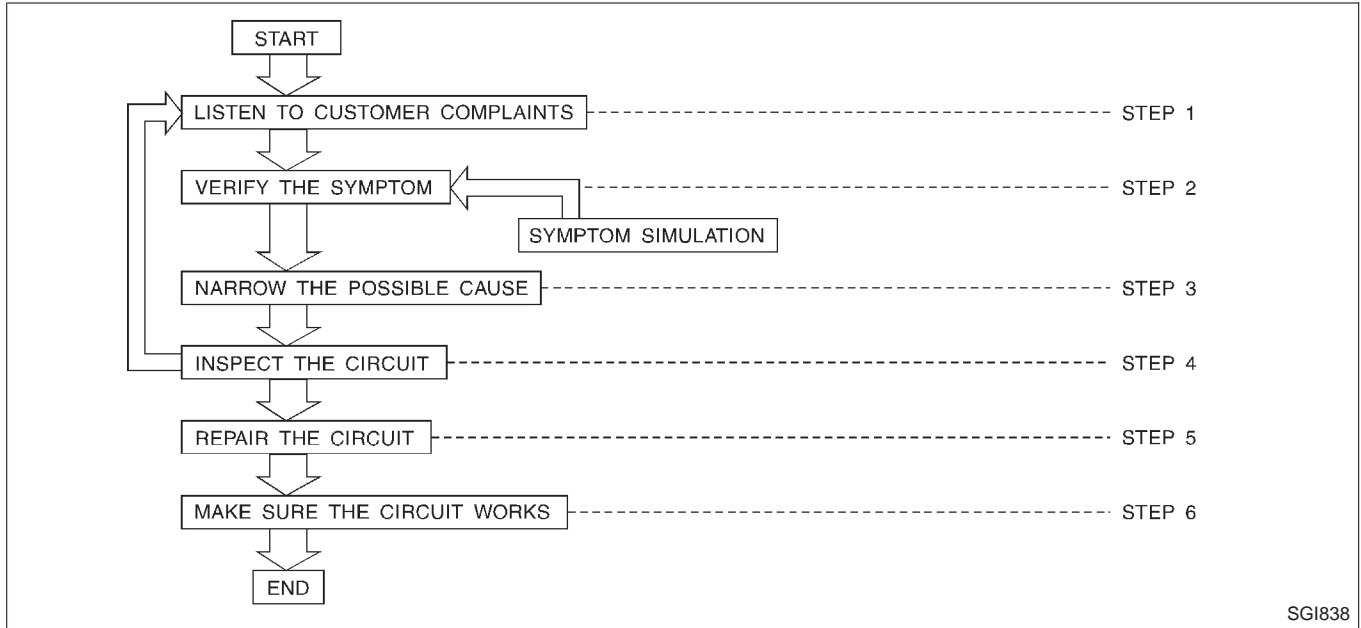 START
LISTEN TO CUSTOMER COMPLAINTS
STEP 1
VERIFY THE SYMPTOM
STEP 2
SYMPTOM SIMULATION
NARROW THE POSSIBLE CAUSE
STEP 3
INSPECT THE CIRCUIT
STEP 4
REPAIR THE CIRCUIT
STEP 5
MAKE SURE THE CIRCUIT WORKS
STEP 6
END
SGI838